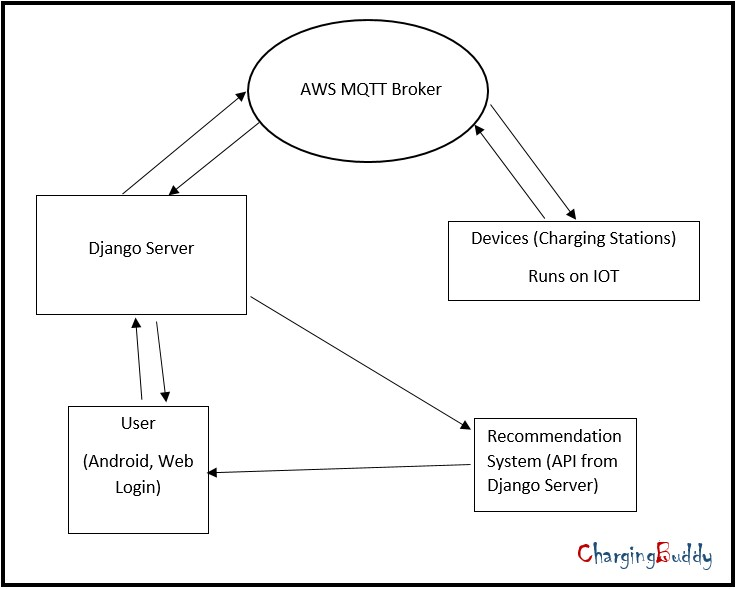 AWS MQTT Broker
Django Server
Devices (Charging Stations)
Runs on IOT
User
(Android, Web
Login)
Recommendation
System (API from
Django Server)
ChargingBuddy